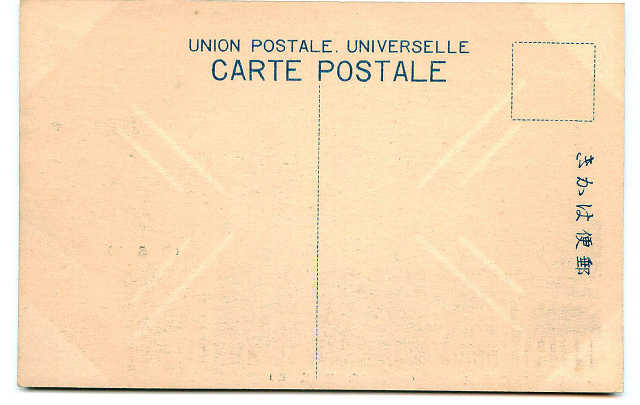 UNION POSTALE. UNIVERSELLE
CARTE POSTALE
郵便はかき